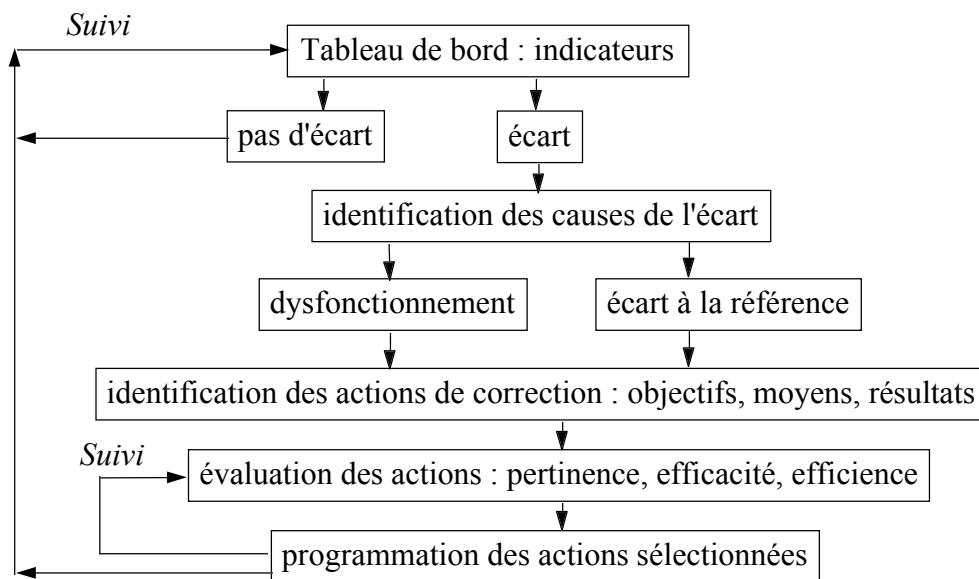 Suivi
Tableau de bord : indicateurs
pas d'écart
écart
identification des causes de l'écart
dysfonctionnement
écart à la référence
identification des actions de correction : objectifs, moyens, résultats
Suivi
évaluation des actions : pertinence, efficacité, efficience
programmation des actions sélectionnées